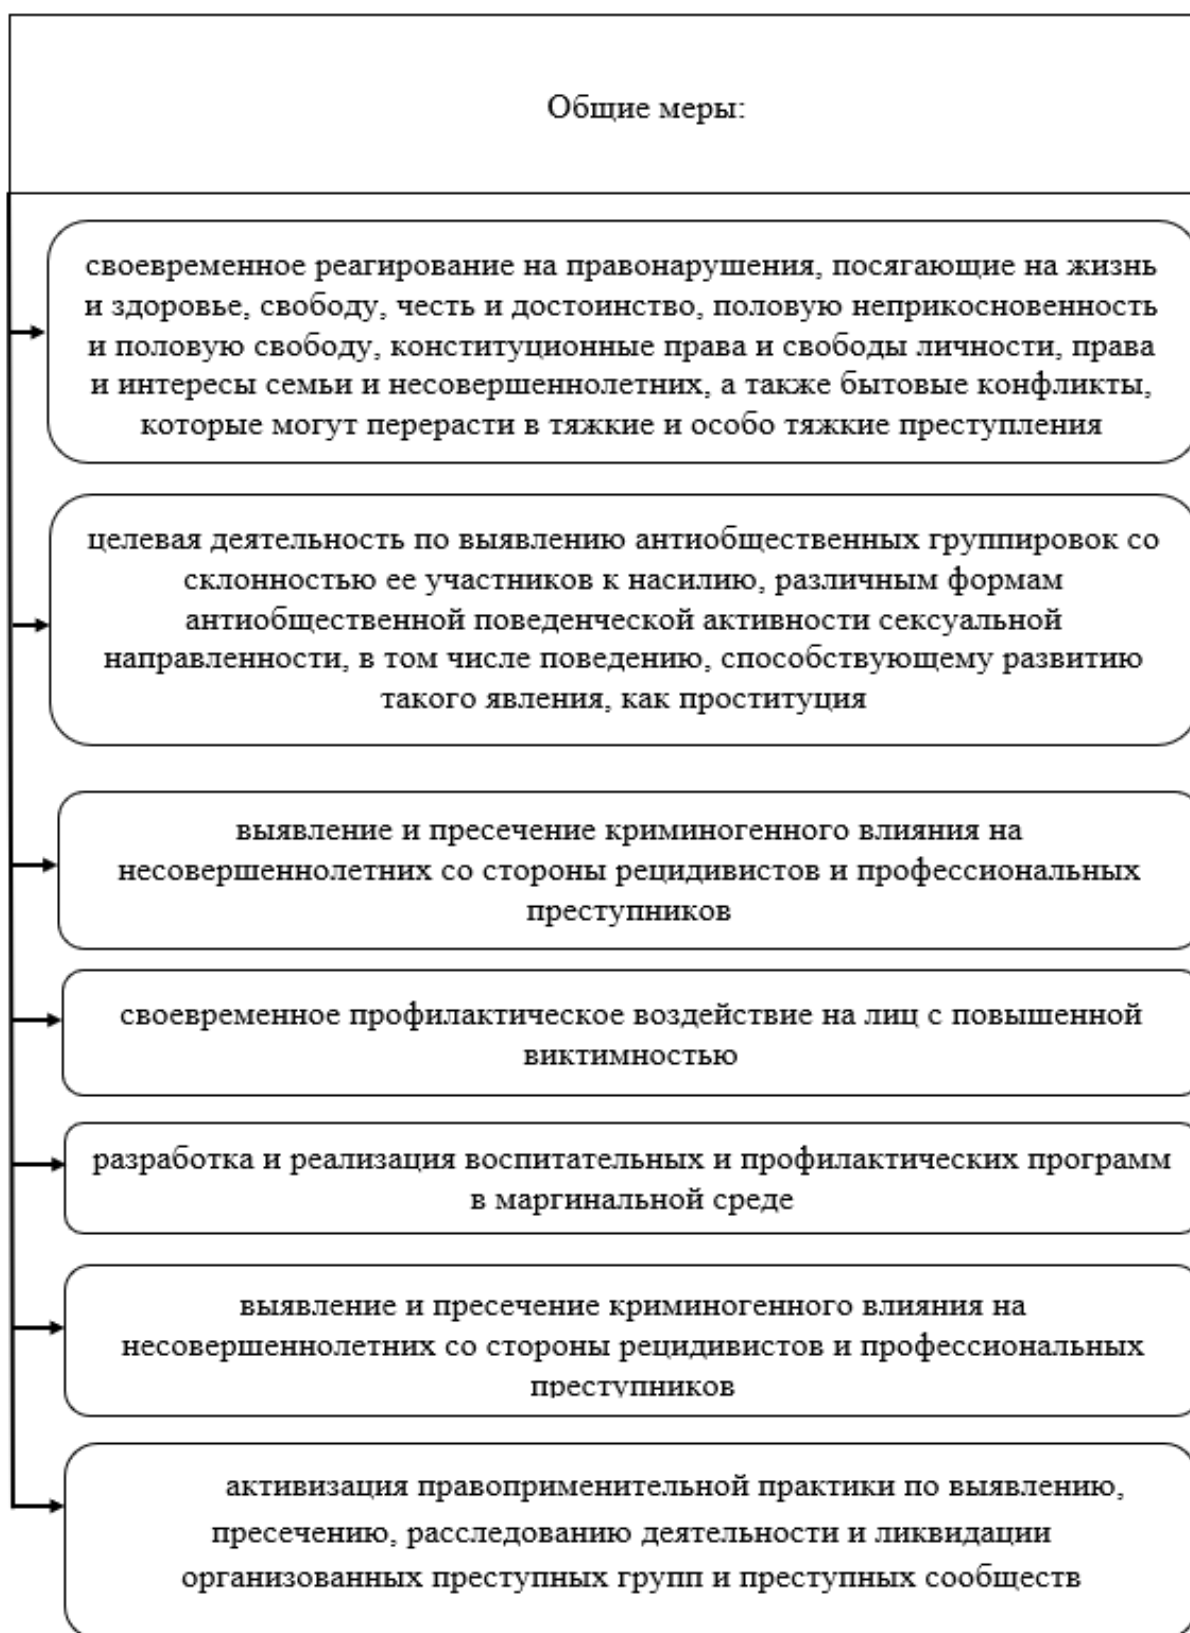 Общие меры:
своевременное реагирование на правонарушения, посягающие на жизнь
и здоровье, свободу, честь и достоинство, половую неприкосновенность
и половую свободу, конституционные права и свободы личности, права
и интересы семьи и несовершеннолетних, а также бытовые конфликты,
которые могут перерасти в тяжкие и особо тяжкие преступления
целевая деятельность по выявлению антиобщественных группировок со
склонностью ее участников к насилию, различным формам
антиобщественной поведенческой активности сексуальной
направленности, в том числе поведению, способствующему развитию
такого явления, как проституция
выявление и пресечение криминогенного влияния на
несовершеннолетних со стороны рецидивистов и профессиональных
преступников
своевременное профилактическое воздействие на лиц с повышенной
виктимностью
разработка и реализация воспитательных и профилактических программ
в маргинальной среде
выявление и пресечение криминогенного влияния на
несовершеннолетних со стороны рецидивистов и профессиональных
преступников
активизация правоприменительной практики по выявлению,
пресечению, расследованию деятельности и ликвидации
организованных преступных групп и преступных сообществ